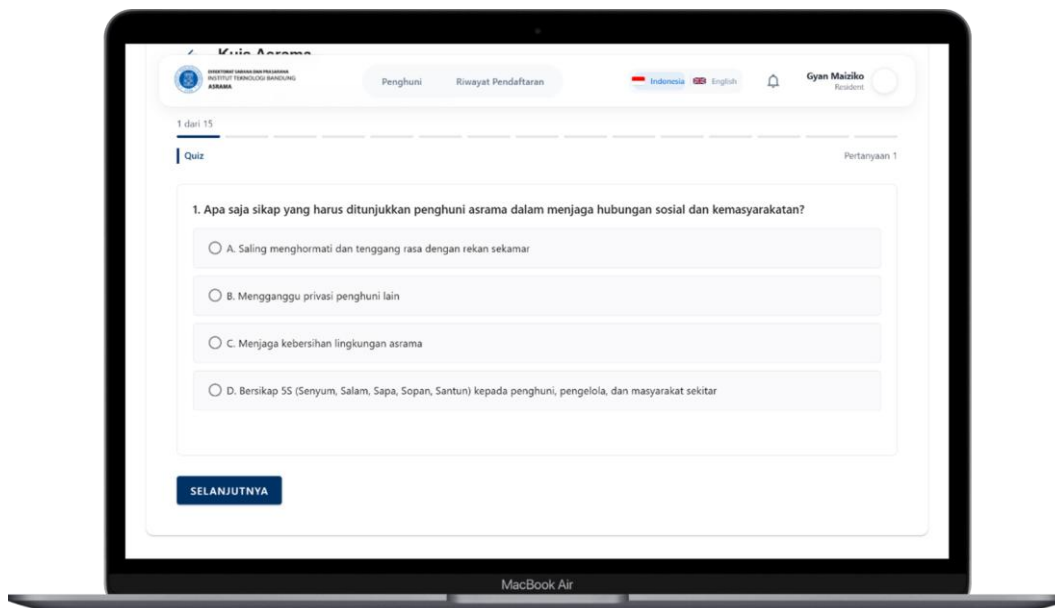 Kuis Asrama
DIREKTORAT SARANA DAN PRASARANA
INSTITUT TEKNOLOGI BANDUNG
ASRAMA
Penghuni
Riwayat Pendaftaran
Indonesia
English
Gyan Maiziko
Resident
1 dari 15
Quiz
Pertanyaan 1
1. Apa saja sikap yang harus ditunjukkan penghuni asrama dalam menjaga hubungan sosial dan kemasyarakatan?
A. Saling menghormati dan tenggang rasa dengan rekan sekamar
B. Mengganggu privasi penghuni lain
C. Menjaga kebersihan lingkungan asrama
D. Bersikap 5S (Senyum, Salam, Sapa, Sopan, Santun) kepada penghuni, pengelola, dan masyarakat sekitar
SELANJUTNYA
MacBook Air